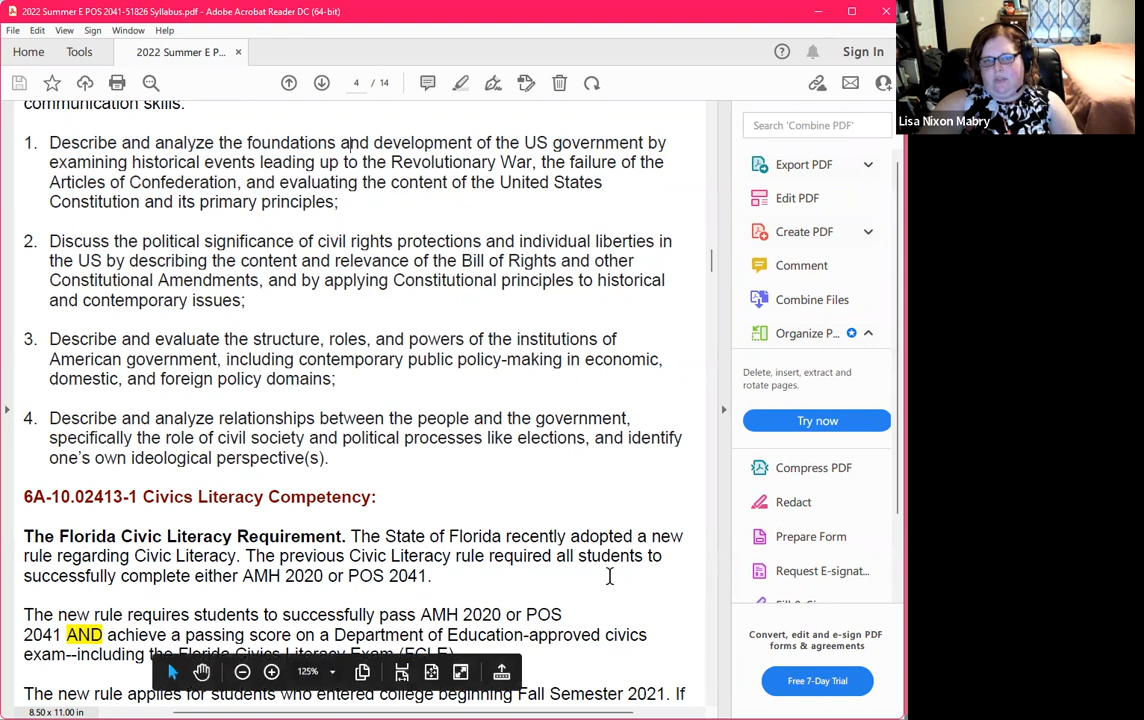 2022 Summer E POS 2041-51826 Syllabus.pdf - Adobe Acrobat Reader DC (64-bit)
File Edit View Sign Window Help
Home Tools 2022 Summer E P... × Sign In
4 / 14
Lisa Nixon Mabry
communication skills.
1. Describe and analyze the foundations and development of the US government by
examining historical events leading up to the Revolutionary War, the failure of the
Articles of Confederation, and evaluating the content of the United States
Constitution and its primary principles;
2. Discuss the political significance of civil rights protections and individual liberties in
the US by describing the content and relevance of the Bill of Rights and other
Constitutional Amendments, and by applying Constitutional principles to historical
and contemporary issues;
3. Describe and evaluate the structure, roles, and powers of the institutions of
American government, including contemporary public policy-making in economic,
domestic, and foreign policy domains;
4. Describe and analyze relationships between the people and the government,
specifically the role of civil society and political processes like elections, and identify
one's own ideological perspective(s).
6A-10.02413-1 Civics Literacy Competency:
The Florida Civic Literacy Requirement. The State of Florida recently adopted a new
rule regarding Civic Literacy. The previous Civic Literacy rule required all students to
successfully complete either AMH 2020 or POS 2041.
The new rule requires students to successfully pass AMH 2020 or POS
2041 AND achieve a passing score on a Department of Education-approved civics
exam--including the Florida Civics Literacy Exam (FCLE).
The new rule applies for students who entered college beginning Fall Semester 2021. If
125%
8.50 x 11.00 in
Search 'Combine PDF'
Export PDF
Edit PDF
Create PDF
Comment
Combine Files
Organize P...
Delete, insert, extract and
rotate pages.
Try now
Compress PDF
Redact
Prepare Form
Request E-signat...
Convert, edit and e-sign PDF
forms & agreements
Free 7-Day Trial